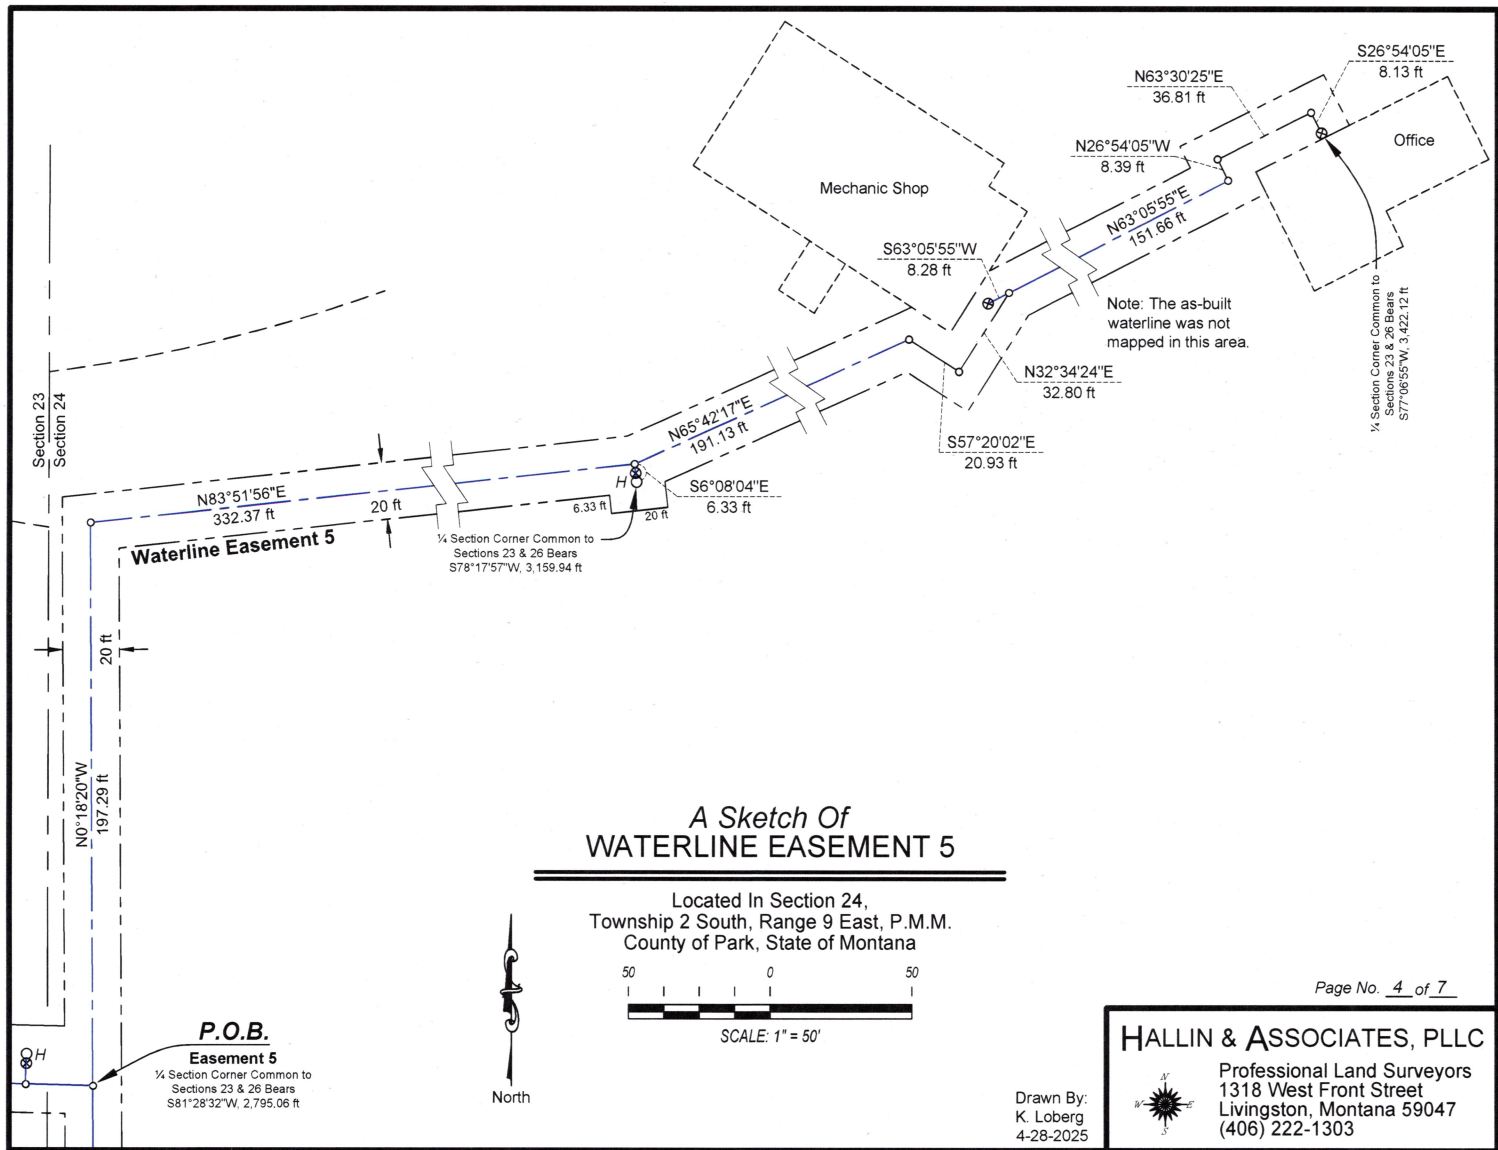 S26°54'05"E
8.13 ft
N63°30'25"E
36.81 ft
Office
N26°54'05"W
8.39 ft
Mechanic Shop
N63°05'55"E
151.66 ft
S63°05'55"W
8.28 ft
Note: The as-built
waterline was not
mapped in this area.
¼ Section Corner Common to
Sections 23 & 26 Bears
S77°06'55"W, 3,422.12 ft
N32°34'24"E
32.80 ft
Section 23
Section 24
N65°42'17"E
191.13 ft
S57°20'02"E
20.93 ft
H
S6°08'04"E
6.33 ft
N83°51'56"E
332.37 ft
20 ft
6.33 ft
20 ft
Waterline Easement 5
¼ Section Corner Common to
Sections 23 & 26 Bears
S78°17'57"W, 3,159.94 ft
20 ft
N0°18'20"W
197.29 ft
A Sketch Of
WATERLINE EASEMENT 5
Located In Section 24,
Township 2 South, Range 9 East, P.M.M.
County of Park, State of Montana
50 0 50
SCALE: 1" = 50'
North
P.O.B.
Easement 5
¼ Section Corner Common to
Sections 23 & 26 Bears
S81°28'32"W, 2,795.06 ft
H
Page No. 4 of 7
Drawn By:
K. Loberg
4-28-2025
HALLIN & ASSOCIATES, PLLC
Professional Land Surveyors
1318 West Front Street
Livingston, Montana 59047
(406) 222-1303
N
W E
S